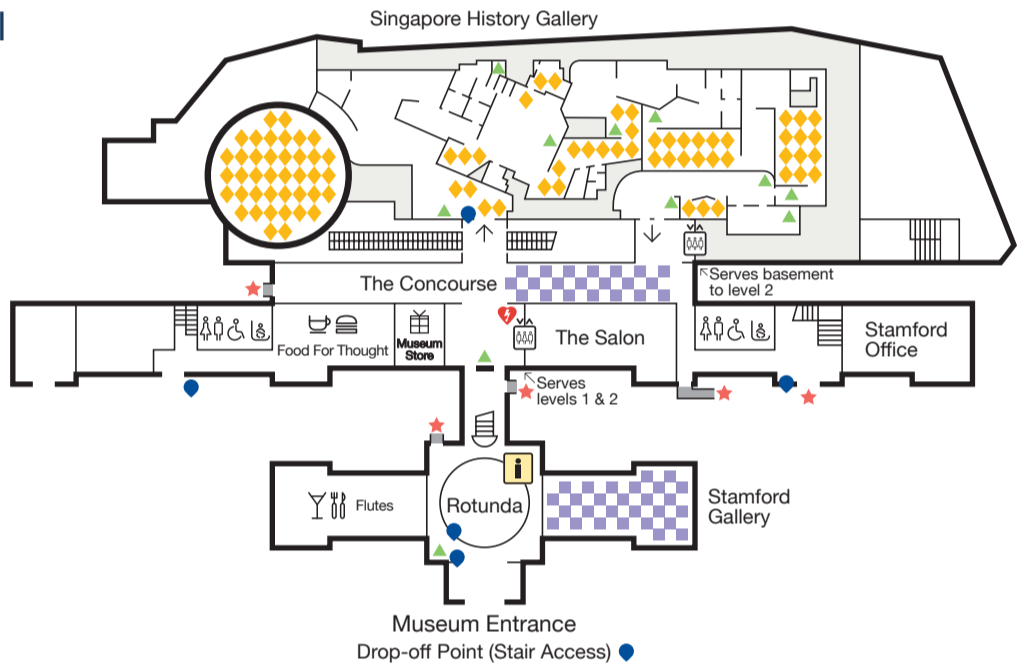 Singapore History Gallery
The Concourse
Serves basement
to level 2
Food For Thought
Museum
Store
The Salon
Stamford
Office
Serves
levels 1 & 2
i
Flutes
Rotunda
Stamford
Gallery
Museum Entrance
Drop-off Point (Stair Access)